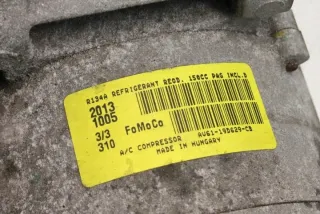 R134A REFRIGERANT REQD. 150CC PAG INCL.D
2013
1005
3/3
310
FoMoCo
AV61-19D629-CB
A/C COMPRESSOR
MADE IN HUNGARY